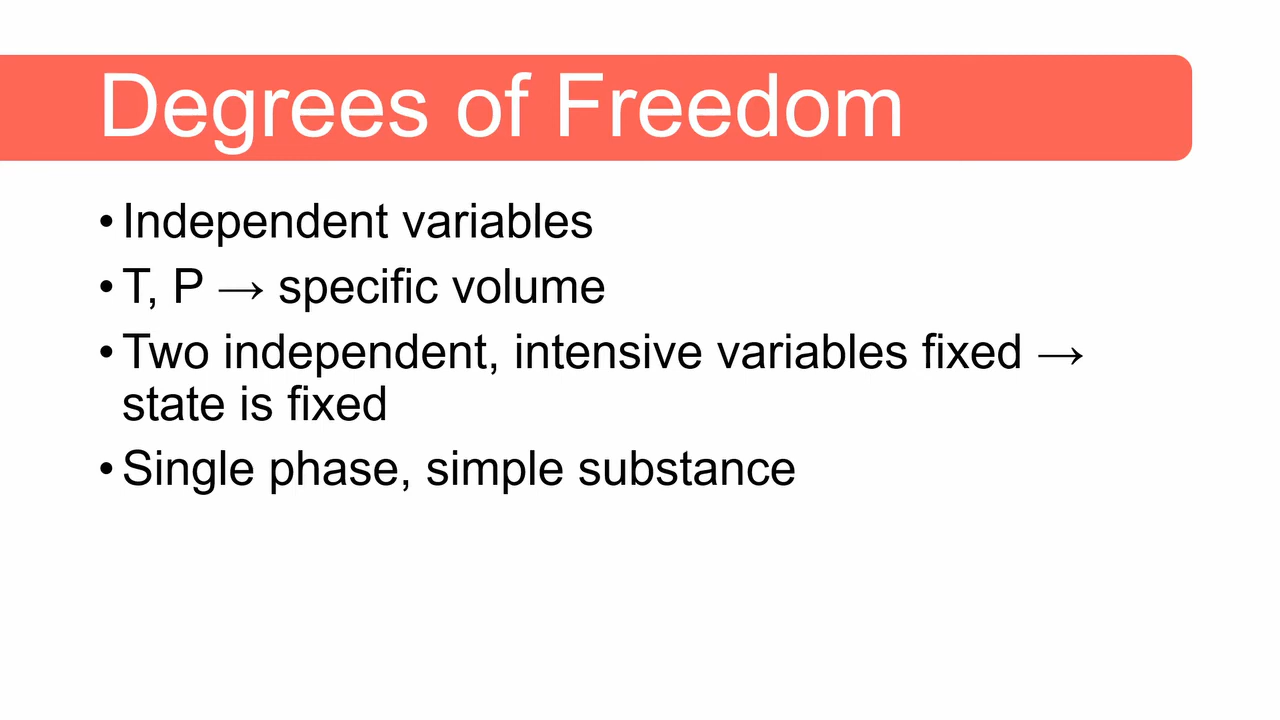 Degrees of Freedom
•Independent variables
•T, P → specific volume
•Two independent, intensive variables fixed →
state is fixed
•Single phase, simple substance